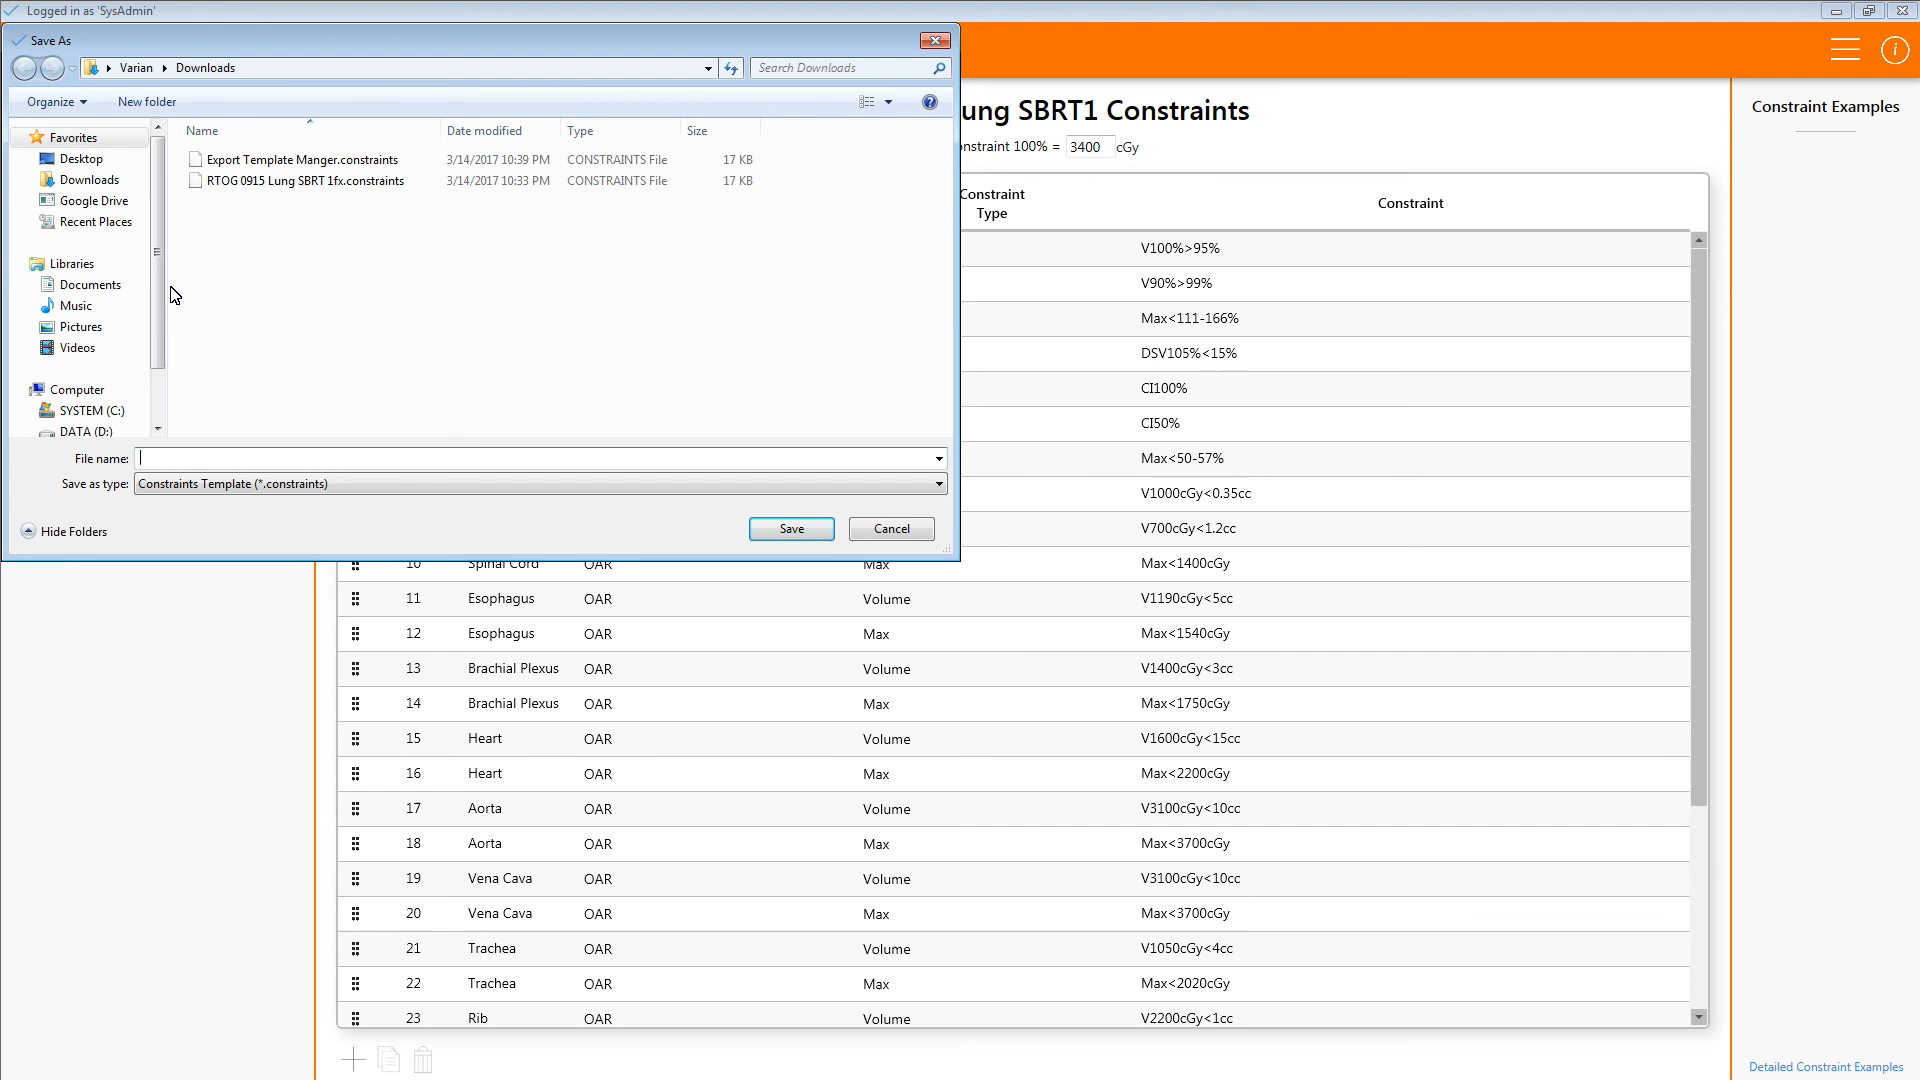 Logged in as 'SysAdmin'
Save As
Varian Downloads
Search Downloads
Organize
New folder
Name Date modified Type Size
Favorites
Desktop
Downloads
Google Drive
Recent Places
Libraries
Documents
Music
Pictures
Videos
Computer
SYSTEM (C:)
DATA (D:)
Export Template Manger.constraints 3/14/2017 10:39 PM CONSTRAINTS File 17 KB
RTOG 0915 Lung SBRT 1fx.constraints 3/14/2017 10:33 PM CONSTRAINTS File 17 KB
File name:
Save as type: Constraints Template (*.constraints)
Hide Folders
Save
Cancel
ung SBRT1 Constraints
nstraint 100% = 3400 cGy
Constraint
Type
Constraint
V100%>95%
V90%>99%
Max<111-166%
DSV105%<15%
CI100%
CI50%
Max<50-57%
V1000cGy<0.35cc
V700cGy<1.2cc
10 Spinal Cord OAR Max Max<1400cGy
11 Esophagus OAR Volume V1190cGy<5cc
12 Esophagus OAR Max Max<1540cGy
13 Brachial Plexus OAR Volume V1400cGy<3cc
14 Brachial Plexus OAR Max Max<1750cGy
15 Heart OAR Volume V1600cGy<15cc
16 Heart OAR Max Max<2200cGy
17 Aorta OAR Volume V3100cGy<10cc
18 Aorta OAR Max Max<3700cGy
19 Vena Cava OAR Volume V3100cGy<10cc
20 Vena Cava OAR Max Max<3700cGy
21 Trachea OAR Volume V1050cGy<4cc
22 Trachea OAR Max Max<2020cGy
23 Rib OAR Volume V2200cGy<1cc
Constraint Examples
Detailed Constraint Examples